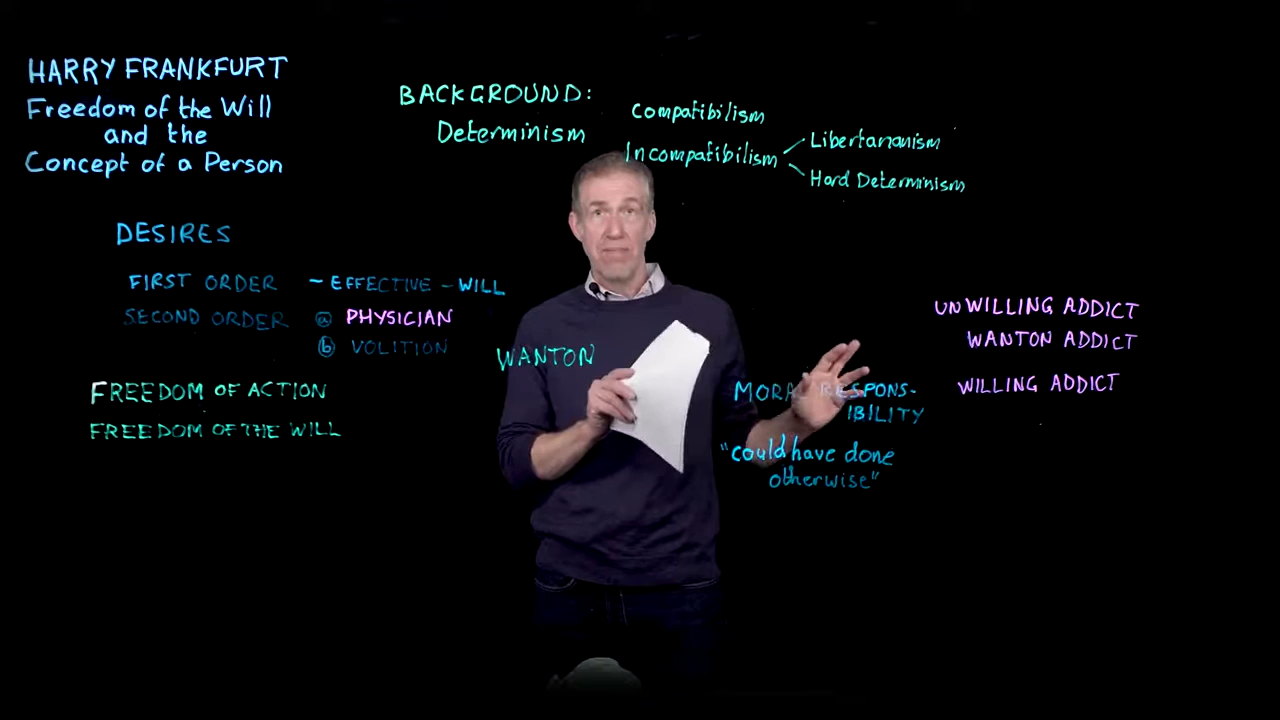 HARRY FRANKFURT
Freedom of the Will
and the
Concept of a Person
BACKGROUND:
Determinism
Compatibilism
Incompatibilism
Libertarianism
Hard Determinism
DESIRES
FIRST ORDER ~ EFFECTIVE - WILL
SECOND ORDER ⓐ PHYSICIAN
ⓑ VOLITION
FREEDOM OF ACTION
FREEDOM OF THE WILL
WANTON
MORAL RESPONS-
IBILITY
"could have done
otherwise"
UNWILLING ADDICT
WANTON ADDICT
WILLING ADDICT